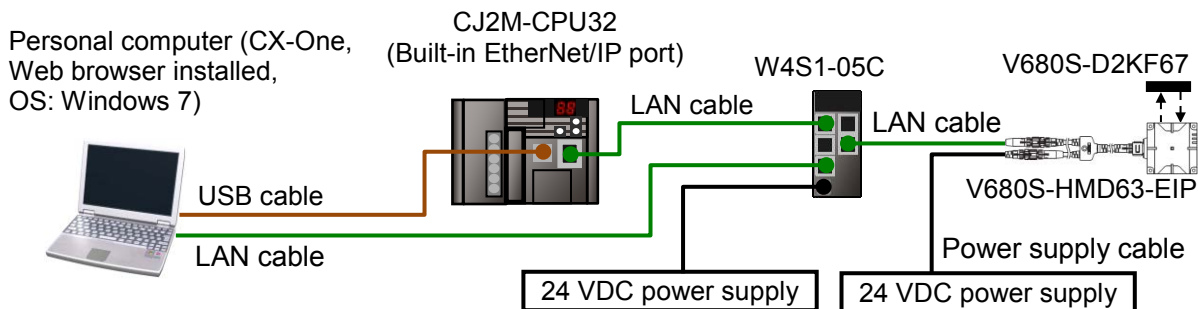 Personal computer (CX-One,
Web browser installed,
OS: Windows 7)
CJ2M-CPU32
(Built-in EtherNet/IP port)
W4S1-05C
V680S-D2KF67
88
LAN cable
LAN cable
V680S-HMD63-EIP
USB cable
LAN cable
Power supply cable
24 VDC power supply
24 VDC power supply